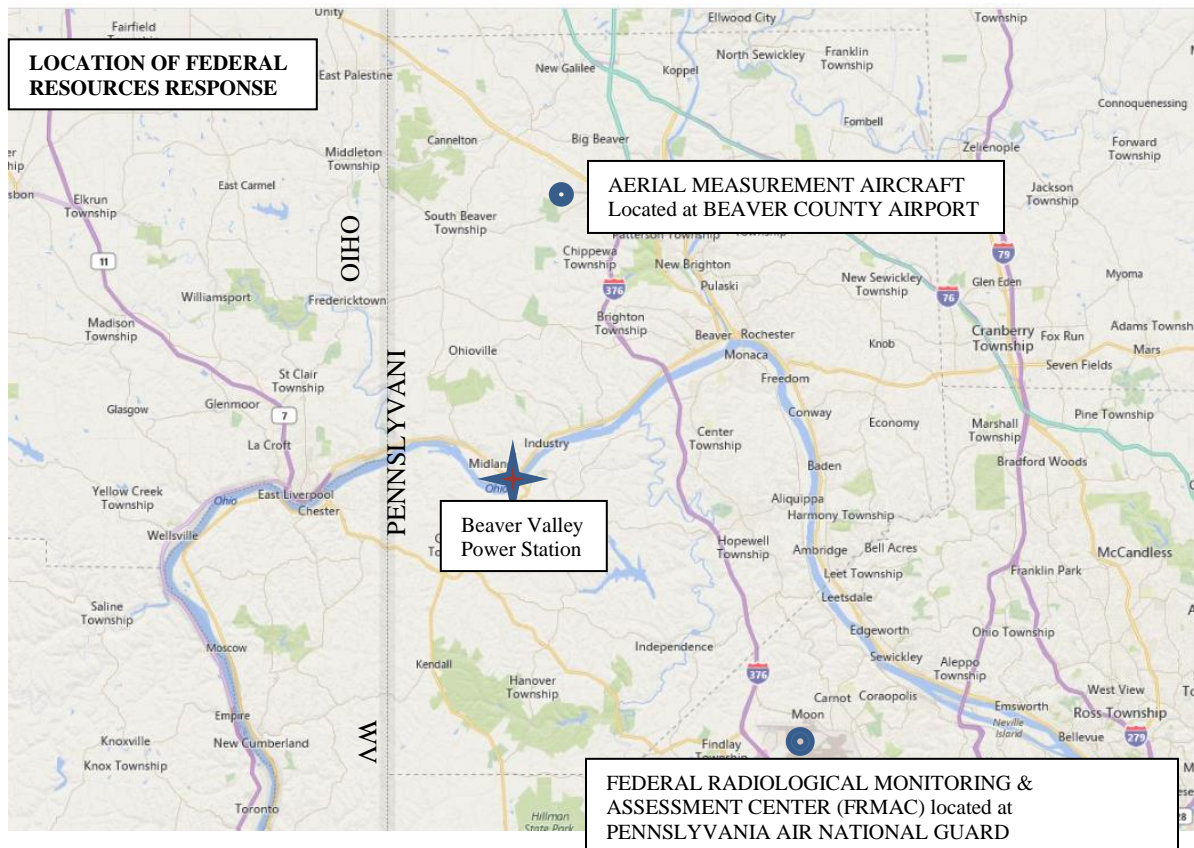 Fairfield
Unity
Ellwood City
Township
LOCATION OF FEDERAL
RESOURCES RESPONSE
East Palestine
New Galilee
Koppel
North Sewickley
Franklin
Township
Connoquenessing
Cannelton
Big Beaver
Fombell
Middleton
Township
Zelienople
Forward
Township
East Carmel
Elkrun
Township
AERIAL MEASUREMENT AIRCRAFT
Located at BEAVER COUNTY AIRPORT
Jackson
Township
South Beaver
Township
OHIO
Patterson Township
Chippewa
Township
New Brighton
Pulaski
11
79
376
76
New Sewickley
Township
Glen Eden
Myoma
Williamsport
Fredericktown
Madison
Township
Brighton
Township
Beaver
Rochester
Monaca
Knob
Cranberry
Township
Fox Run
Adams Townsh
Mars
Seven Fields
Ohioville
PENNSLYVANI
St Clair
Township
Freedom
Glasgow
Glenmoor
7
Conway
Economy
Marshall
Township
Pine Township
La Croft
Industry
Center
Township
Bradford Woods
Midlan
Ohio
Baden
Yellow Creek
Township
Ohio
East Liverpool
Chester
Aliquippa
Harmony Township
Wellsville
Beaver Valley
Power Station
Hopewell
Township
Ambridge
Bell Acres
Leet Township
Leetsdale
McCandless
Franklin Park
Saline
Township
Edgeworth
Ohio Township
Moscow
Independence
Sewickley
Aleppo
Township
Kendall
Hanover
Township
376
Carnot
Coraopolis
Moon
West View
Emsworth
Ross Township
Neville
Island
Bellevue
279
Empire
WV
Knoxville
Knox Township
New Cumberland
Findlay
Township
Toronto
Hillman
State Park
FEDERAL RADIOLOGICAL MONITORING &
ASSESSMENT CENTER (FRMAC) located at
PENNSLYVANIA AIR NATIONAL GUARD
28